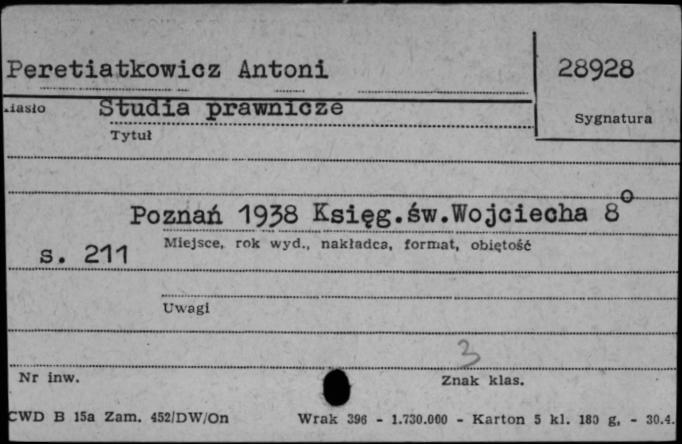 Peretiatkowicz Antoni
28928
Hasło
Studia prawnicze
Sygnatura
Tytuł
Poznań 1938 Księg.św.Wojciecha 8°
s. 211
Miejsce, rok wyd., nakładca, format, objętość
Uwagi
3
Nr inw.
Znak klas.
CWD B 15a Zam. 452/DW/On
Wrak 396 - 1.730.000 - Karton 5 kl. 180 g, - 30.4.